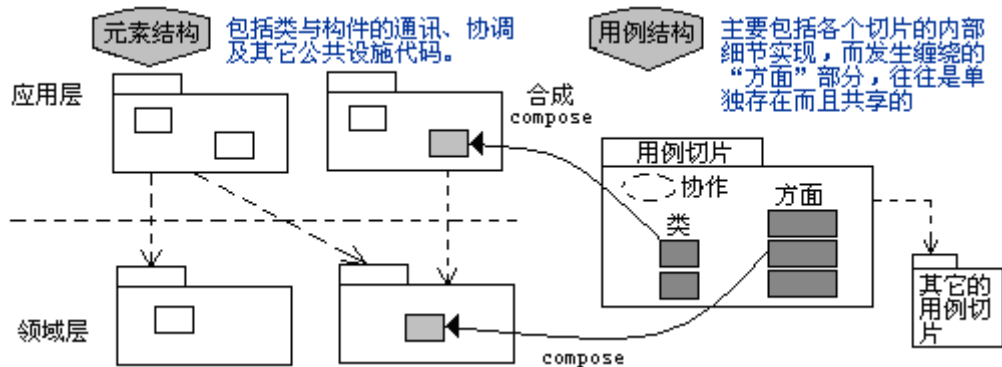 元素结构
包括类与构件的通讯、协调
及其它公共设施代码。
用例结构
主要包括各个切片的内部
细节实现，而发生缠绕的
“方面”部分，往往是单
独存在而且共享的
应用层
合成
compose
用例切片
协作
方面
类
其它的
用例切
片
领域层
compose